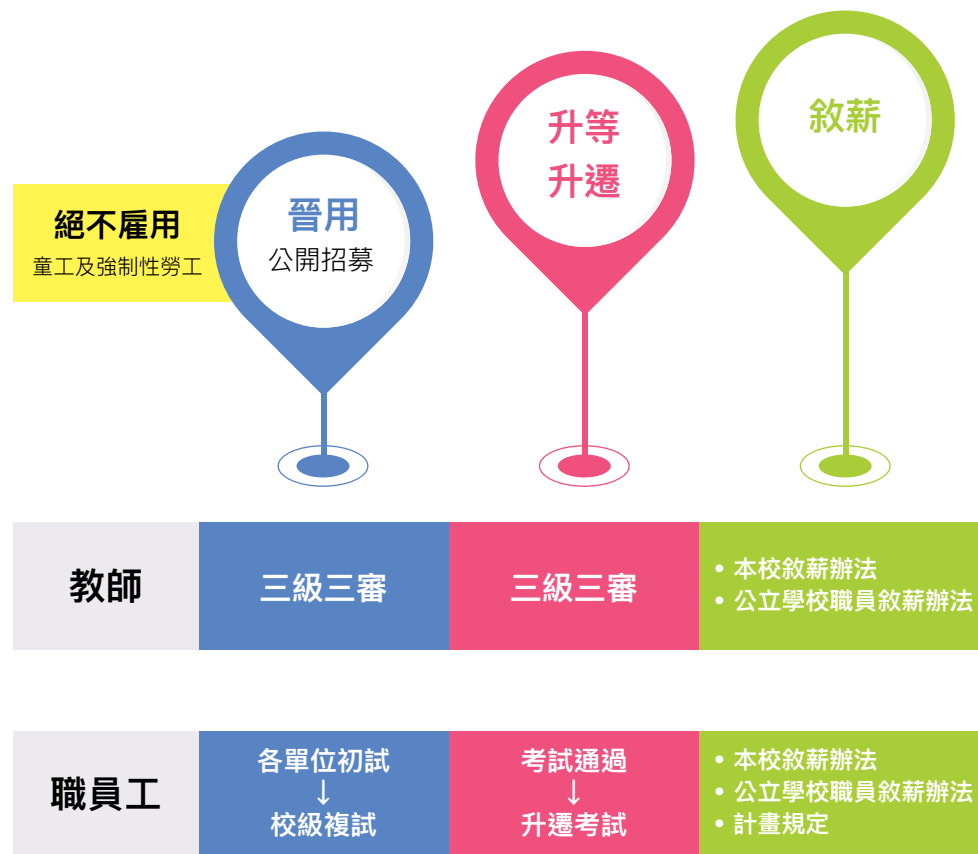 絕不雇用
童工及強制性勞工
晉用
公開招募
升等
升遷
敘薪
教師
三級三審
三級三審
• 本校敘薪辦法
• 公立學校職員敘薪辦法
職員工
各單位初試
↓
校級複試
考試通過
↓
升遷考試
• 本校敘薪辦法
• 公立學校職員敘薪辦法
• 計畫規定